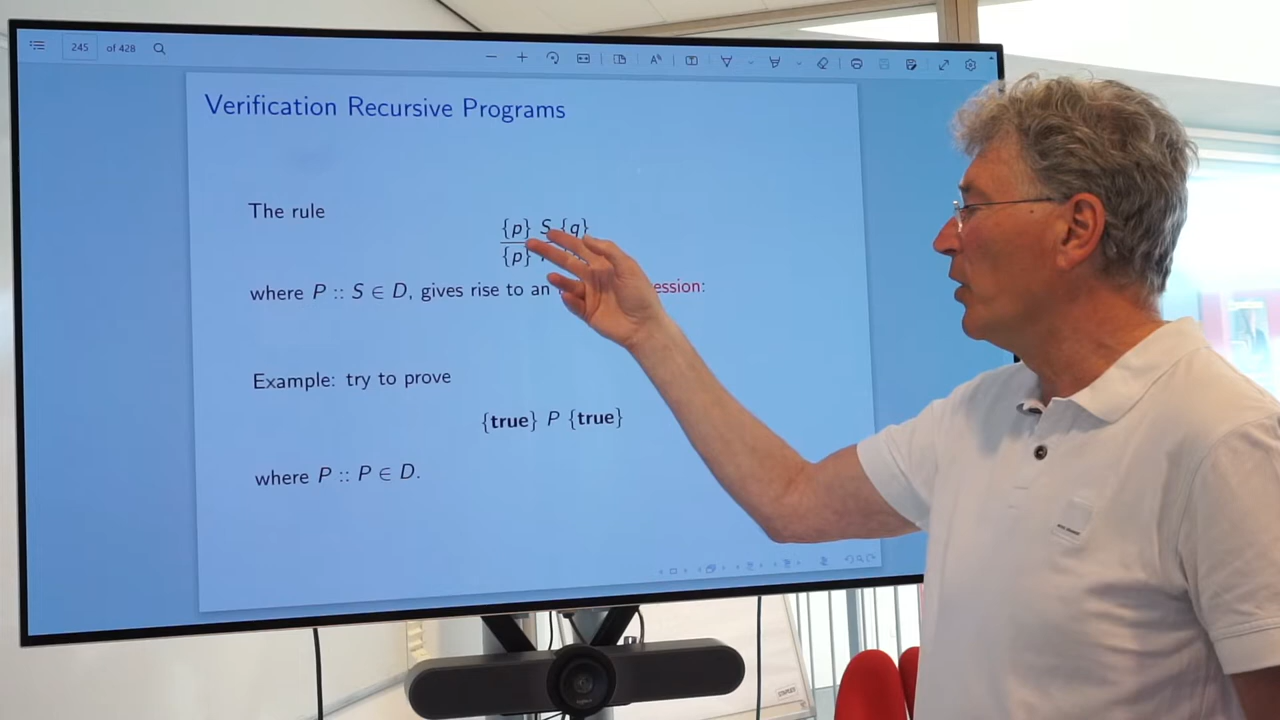 245 of 428
Verification Recursive Programs
The rule
{p} S {q}
{p}
where P :: S ∈ D, gives rise to an ession:
Example: try to prove
{true} P {true}
where P :: P ∈ D.